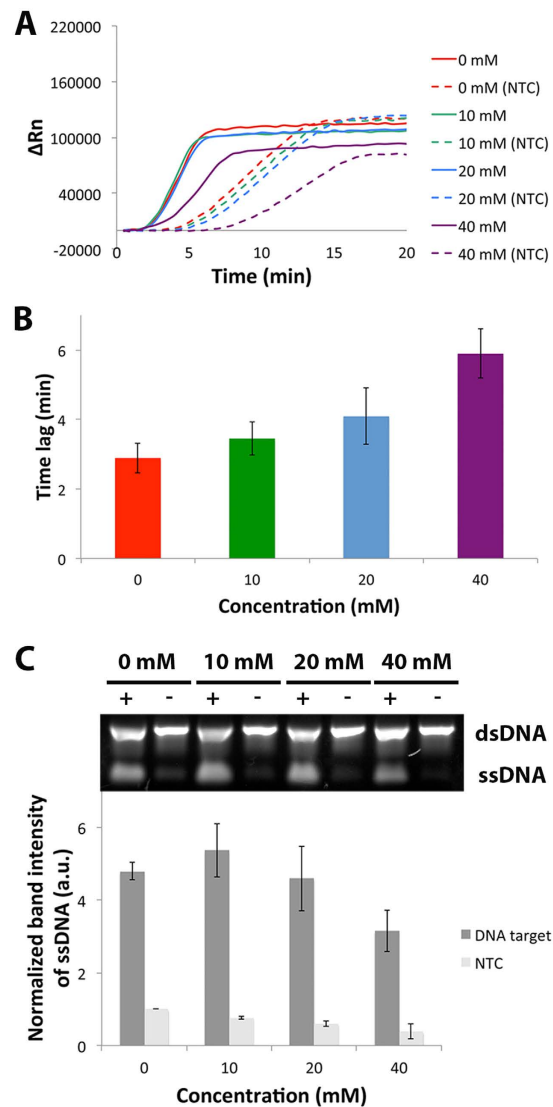 A
220000
160000
100000
40000
-20000
ΔRn
0
5
10
15
20
Time (min)
0 mM
0 mM (NTC)
10 mM
10 mM (NTC)
20 mM
20 mM (NTC)
40 mM
40 mM (NTC)
B
6
4
2
0
Time lag (min)
0
10
20
40
Concentration (mM)
C
0 mM 10 mM 20 mM 40 mM
+ - + - + - + -
dsDNA
ssDNA
6
4
2
0
Normalized band intensity
of ssDNA (a.u.)
DNA target
NTC
0
10
20
40
Concentration (mM)